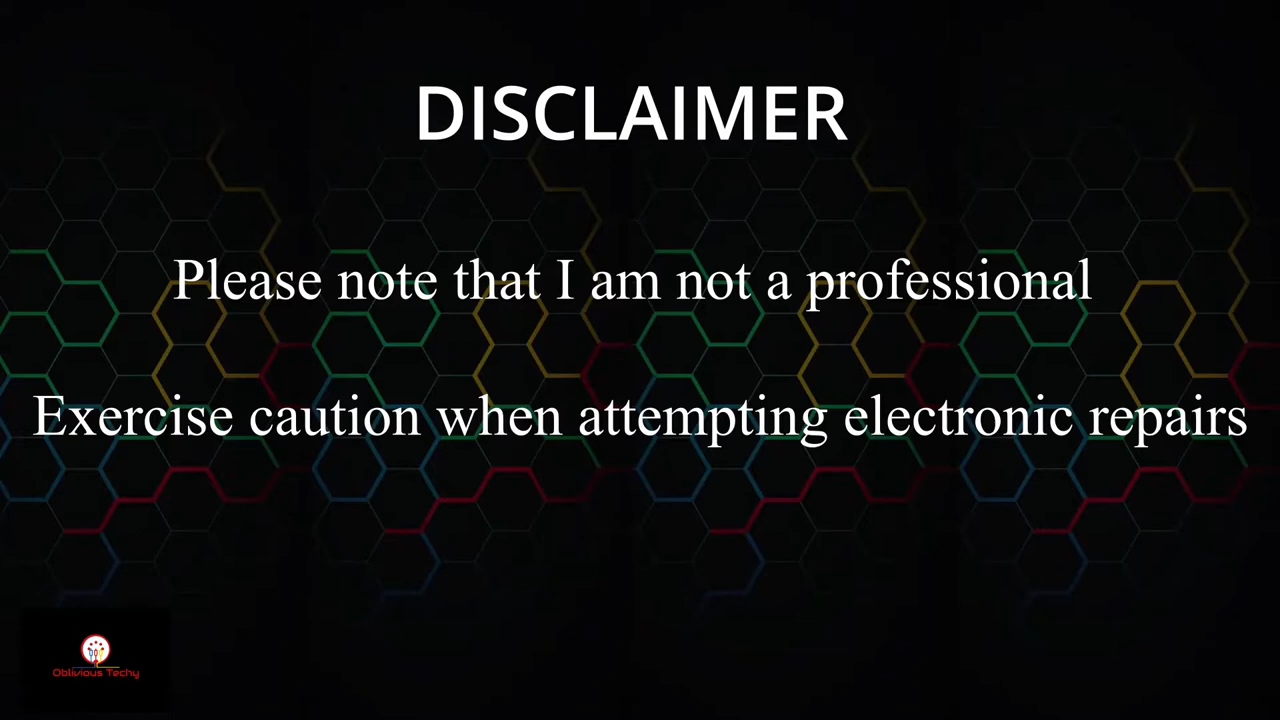 DISCLAIMER
Please note that I am not a professional
Exercise caution when attempting electronic repairs
Oblivious Techy